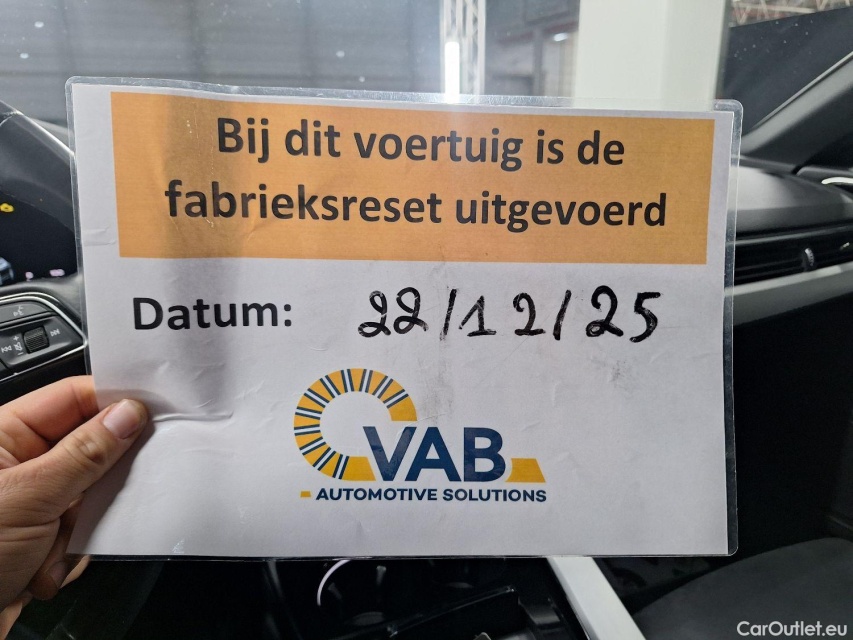 Bij dit voertuig is de
fabrieksreset uitgevoerd
Datum: 22/12/25
VAB
AUTOMOTIVE SOLUTIONS
CarOutlet.eu